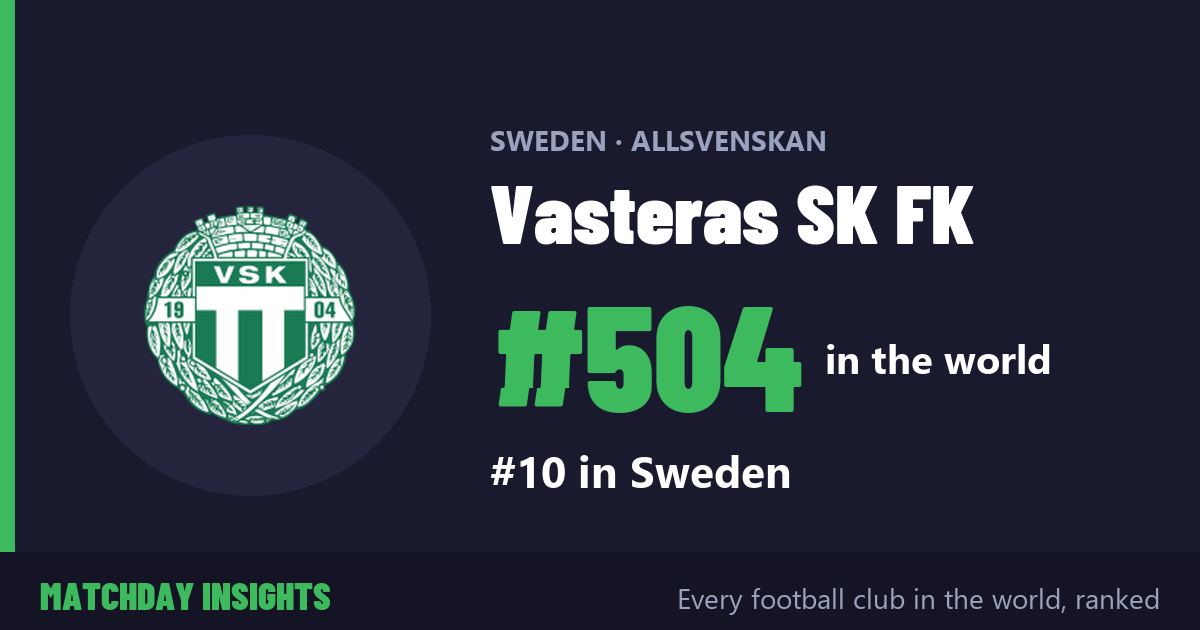 SWEDEN · ALLSVENSKAN
Vasteras SK FK
VSK
19 04
#504 in the world
#10 in Sweden
MATCHDAY INSIGHTS
Every football club in the world, ranked